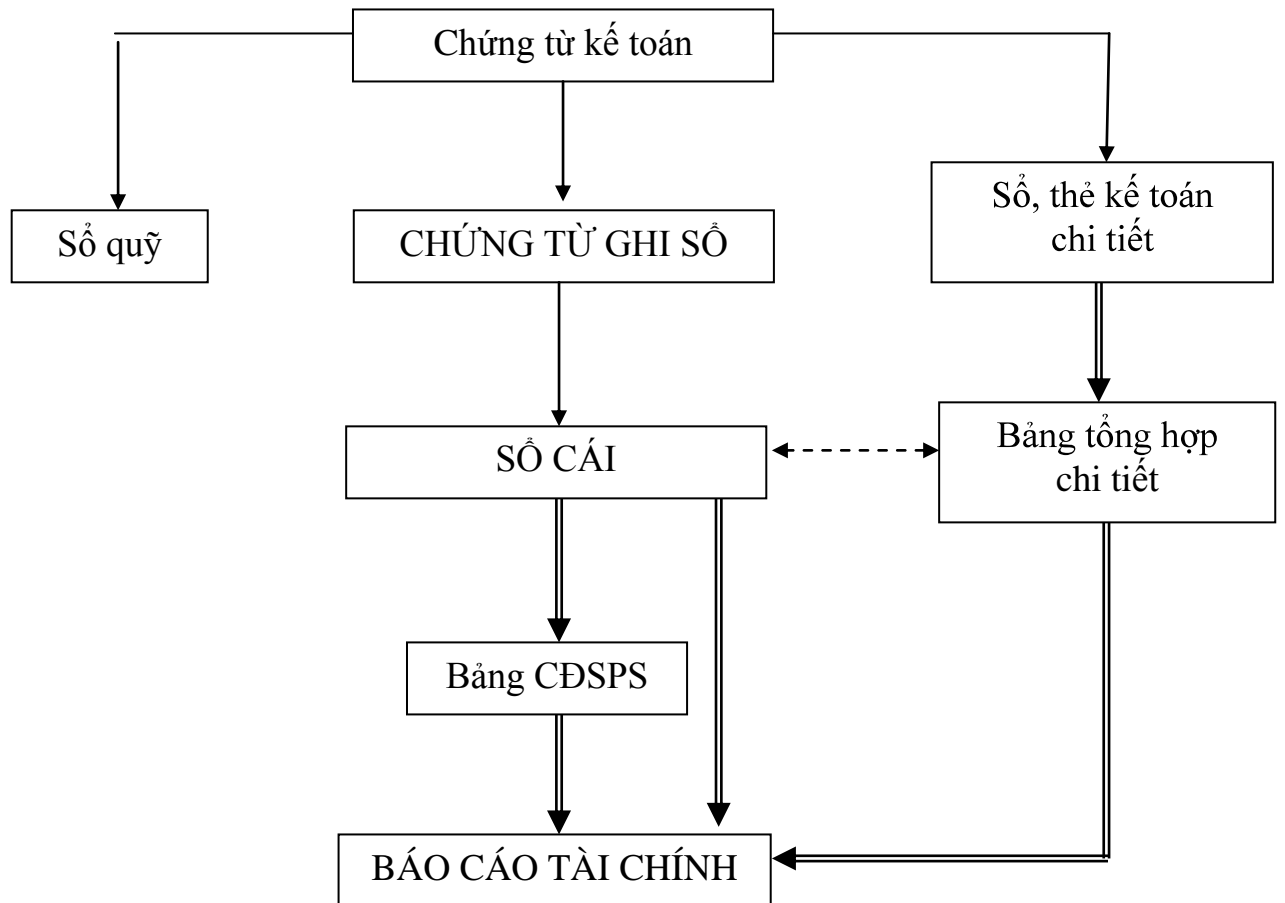 Chứng từ kế toán
Sổ quỹ
CHỨNG TỪ GHI SỔ
Sổ, thẻ kế toán
chi tiết
SỔ CÁI
Bảng tổng hợp
chi tiết
Bảng CĐSPS
BÁO CÁO TÀI CHÍNH